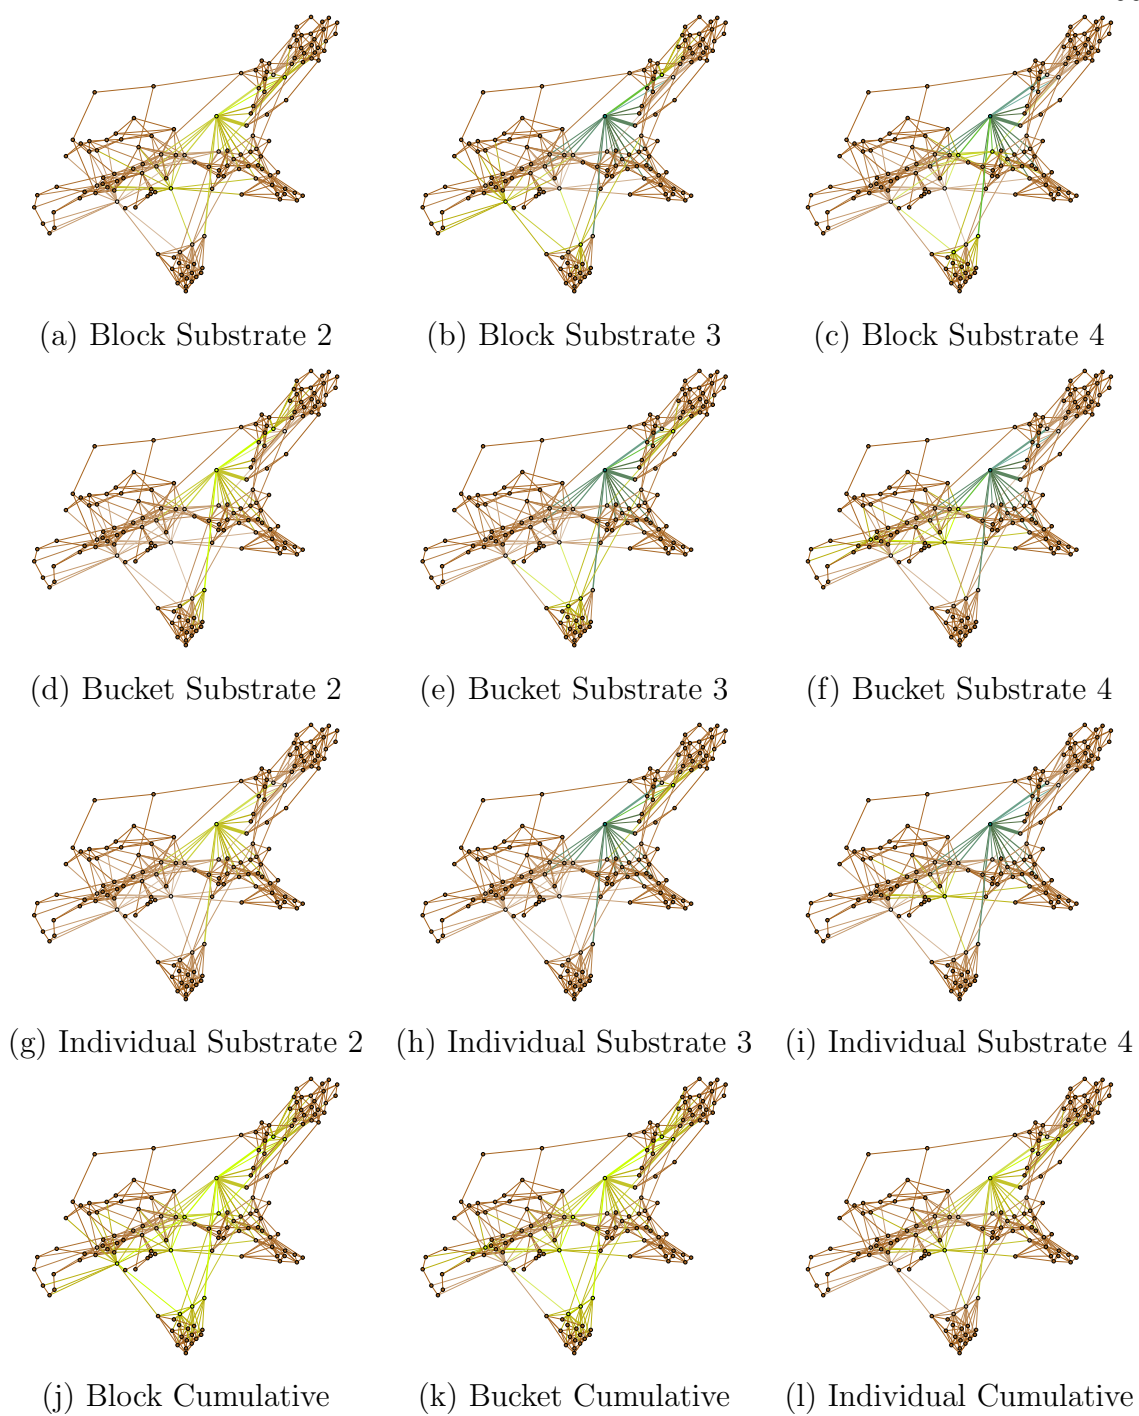 (a) Block Substrate 2 (b) Block Substrate 3 (c) Block Substrate 4
(d) Bucket Substrate 2 (e) Bucket Substrate 3 (f) Bucket Substrate 4
(g) Individual Substrate 2 (h) Individual Substrate 3 (i) Individual Substrate 4
(j) Block Cumulative (k) Bucket Cumulative (l) Individual Cumulative